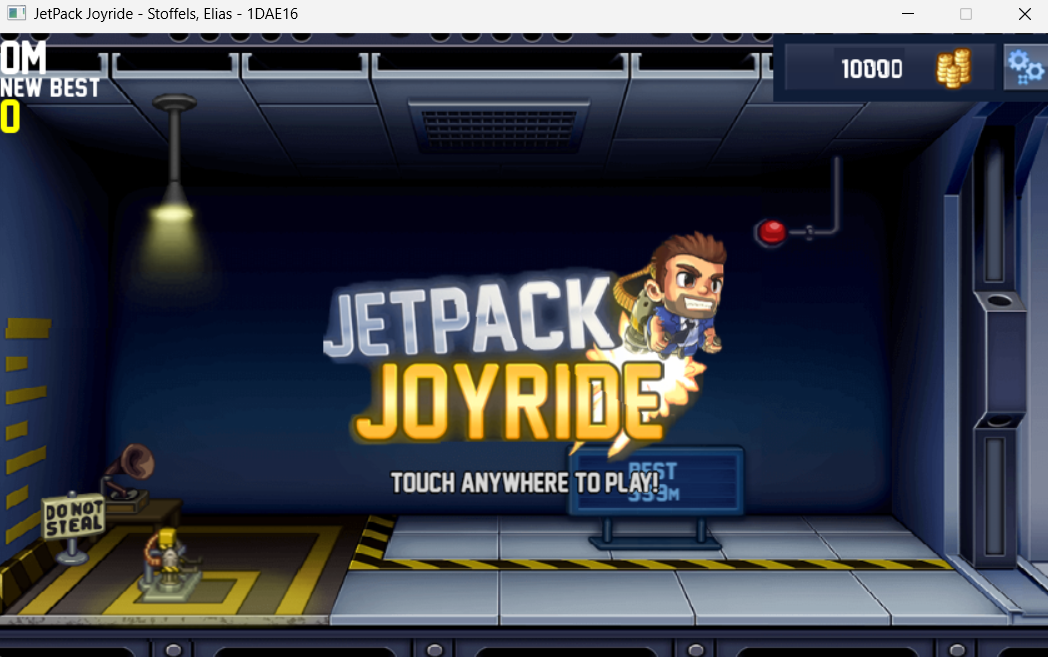 JetPack Joyride - Stoffels, Elias - 1DAE16
0M
NEW BEST
0
10000
JETPACK
JOYRIDE
TOUCH ANYWHERE TO PLAY!
BEST
DO NOT
STEAL